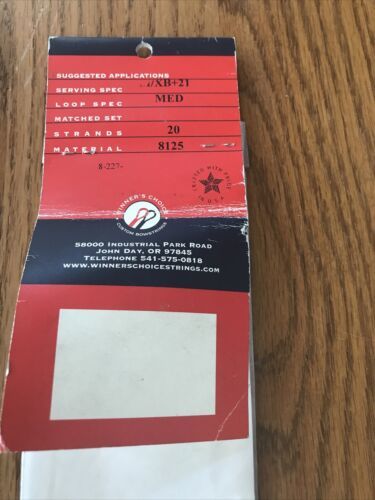 SUGGESTED APPLICATIONS
SERVING SPEC /XB+21
LOOP SPEC MED
MATCHED SET
STRANDS 20
MATERIAL 8125
8-227-
CRAFTED WITH PRIDE IN U.S.A.
WINNER'S CHOICE
CUSTOM BOWSTRINGS
58000 INDUSTRIAL PARK ROAD
JOHN DAY, OR 97845
TELEPHONE 541-575-0818
WWW.WINNERSCHOICESTRINGS.COM